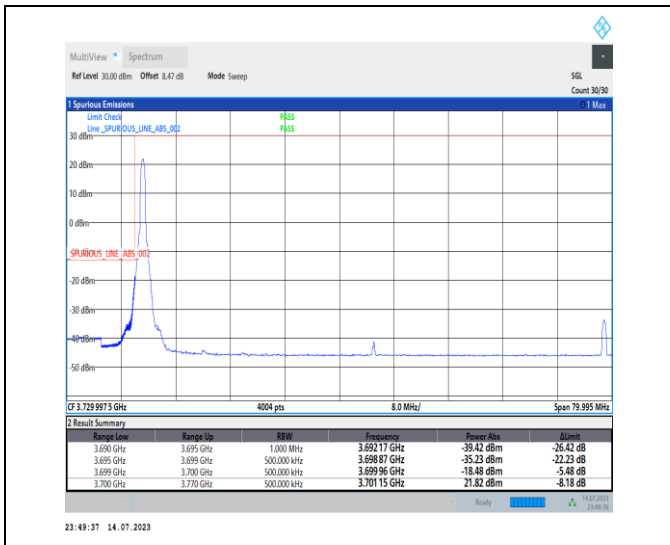 MultiView Spectrum
Ref Level 30.00 dBm Offset 8.47 dB Mode Sweep SGL
Count 30/30
1 Spurious Emissions 1 Max
Limit Check PASS
Line _SPURIOUS_LINE_ABS_002 PASS
30 dBm
20 dBm
10 dBm
0 dBm
_SPURIOUS_LINE_ABS_002
-20 dBm
-30 dBm
-40 dBm
-50 dBm
CF 3.729 997 5 GHz 4004 pts 8.0 MHz/ Span 79.995 MHz
2 Result Summary
Range Low Range Up RBW Frequency Power Abs ΔLimit
3.690 GHz 3.695 GHz 1.000 MHz 3.692 17 GHz -39.42 dBm -26.42 dB
3.695 GHz 3.699 GHz 500.000 kHz 3.698 87 GHz -35.23 dBm -22.23 dB
3.699 GHz 3.700 GHz 500.000 kHz 3.699 96 GHz -18.48 dBm -5.48 dB
3.700 GHz 3.770 GHz 500.000 kHz 3.701 15 GHz 21.82 dBm -8.18 dB
Ready 14.07.2023
23:49:38
23:49:37 14.07.2023